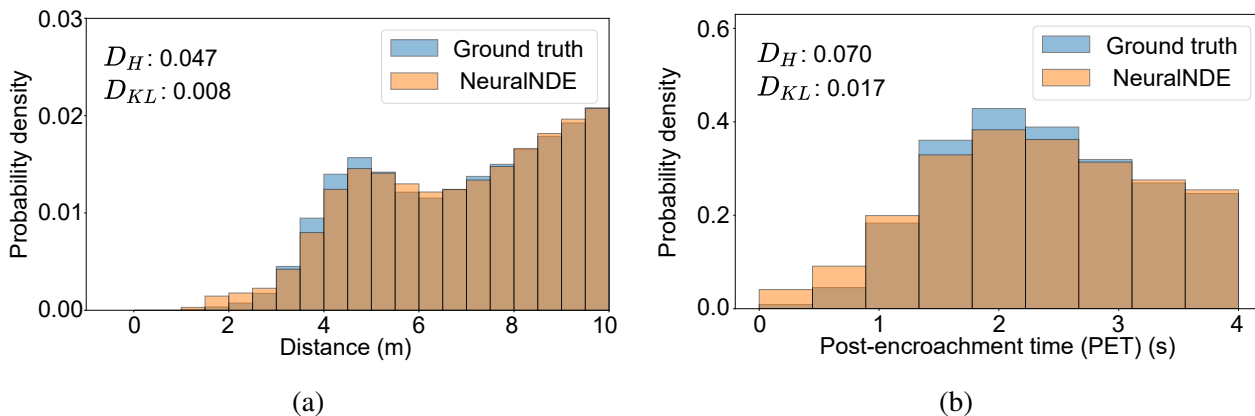 0.03
0.02
0.01
0.00
Probability density
D_H: 0.047
D_KL: 0.008
Ground truth
NeuralNDE
0 2 4 6 8 10
Distance (m)
(a)
0.6
0.4
0.2
0.0
Probability density
D_H: 0.070
D_KL: 0.017
Ground truth
NeuralNDE
0 1 2 3 4
Post-encroachment time (PET) (s)
(b)